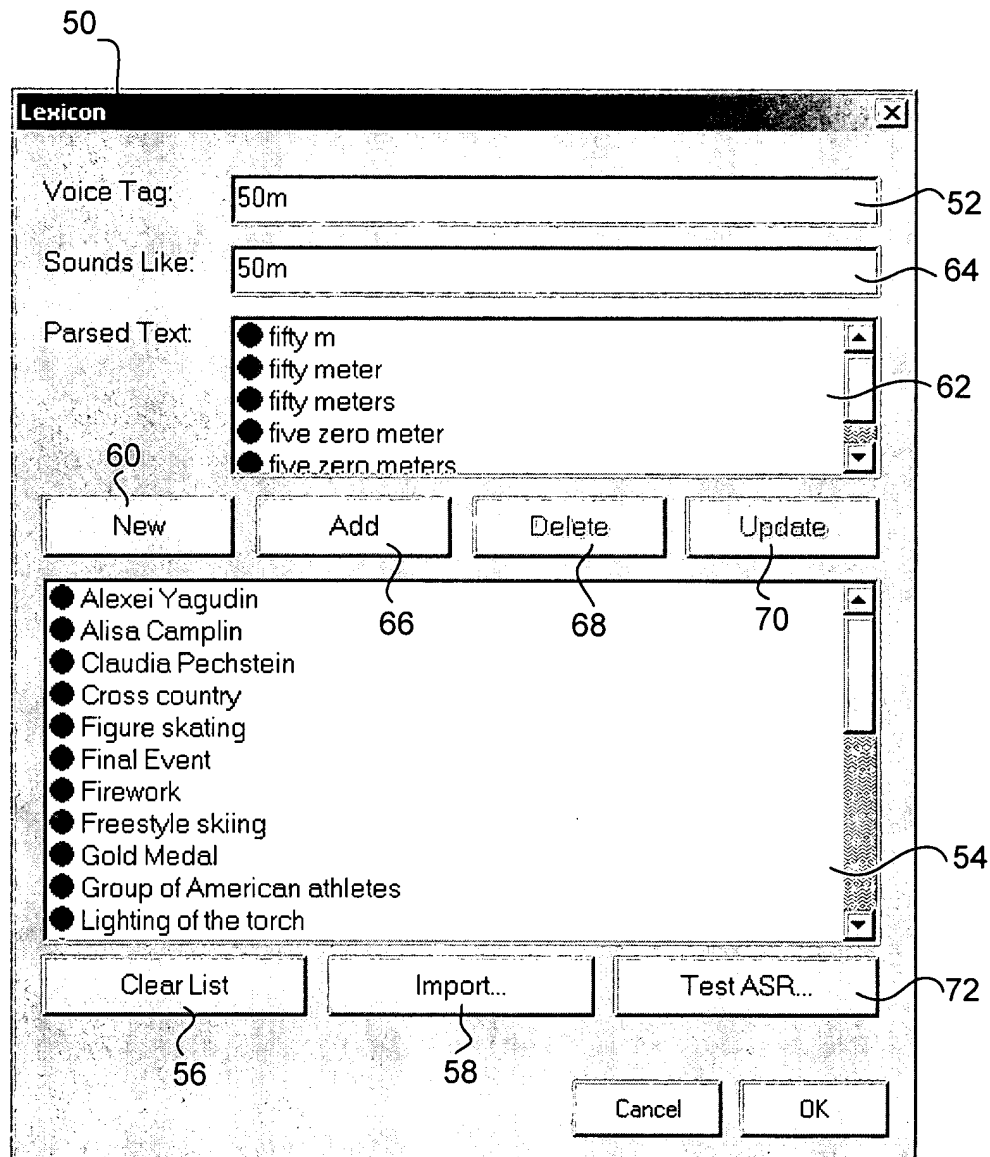 50
Lexicon
Voice Tag: 50m 52
Sounds Like: 50m 64
Parsed Text: fifty m
fifty meter
fifty meters 62
five zero meter
five zero meters
60
New Add Delete Update
66 68 70
Alexei Yagudin
Alisa Camplin
Claudia Pechstein
Cross country
Figure skating
Final Event
Firework
Freestyle skiing
Gold Medal 54
Group of American athletes
Lighting of the torch
Clear List Import... Test ASR... 72
56 58
Cancel OK